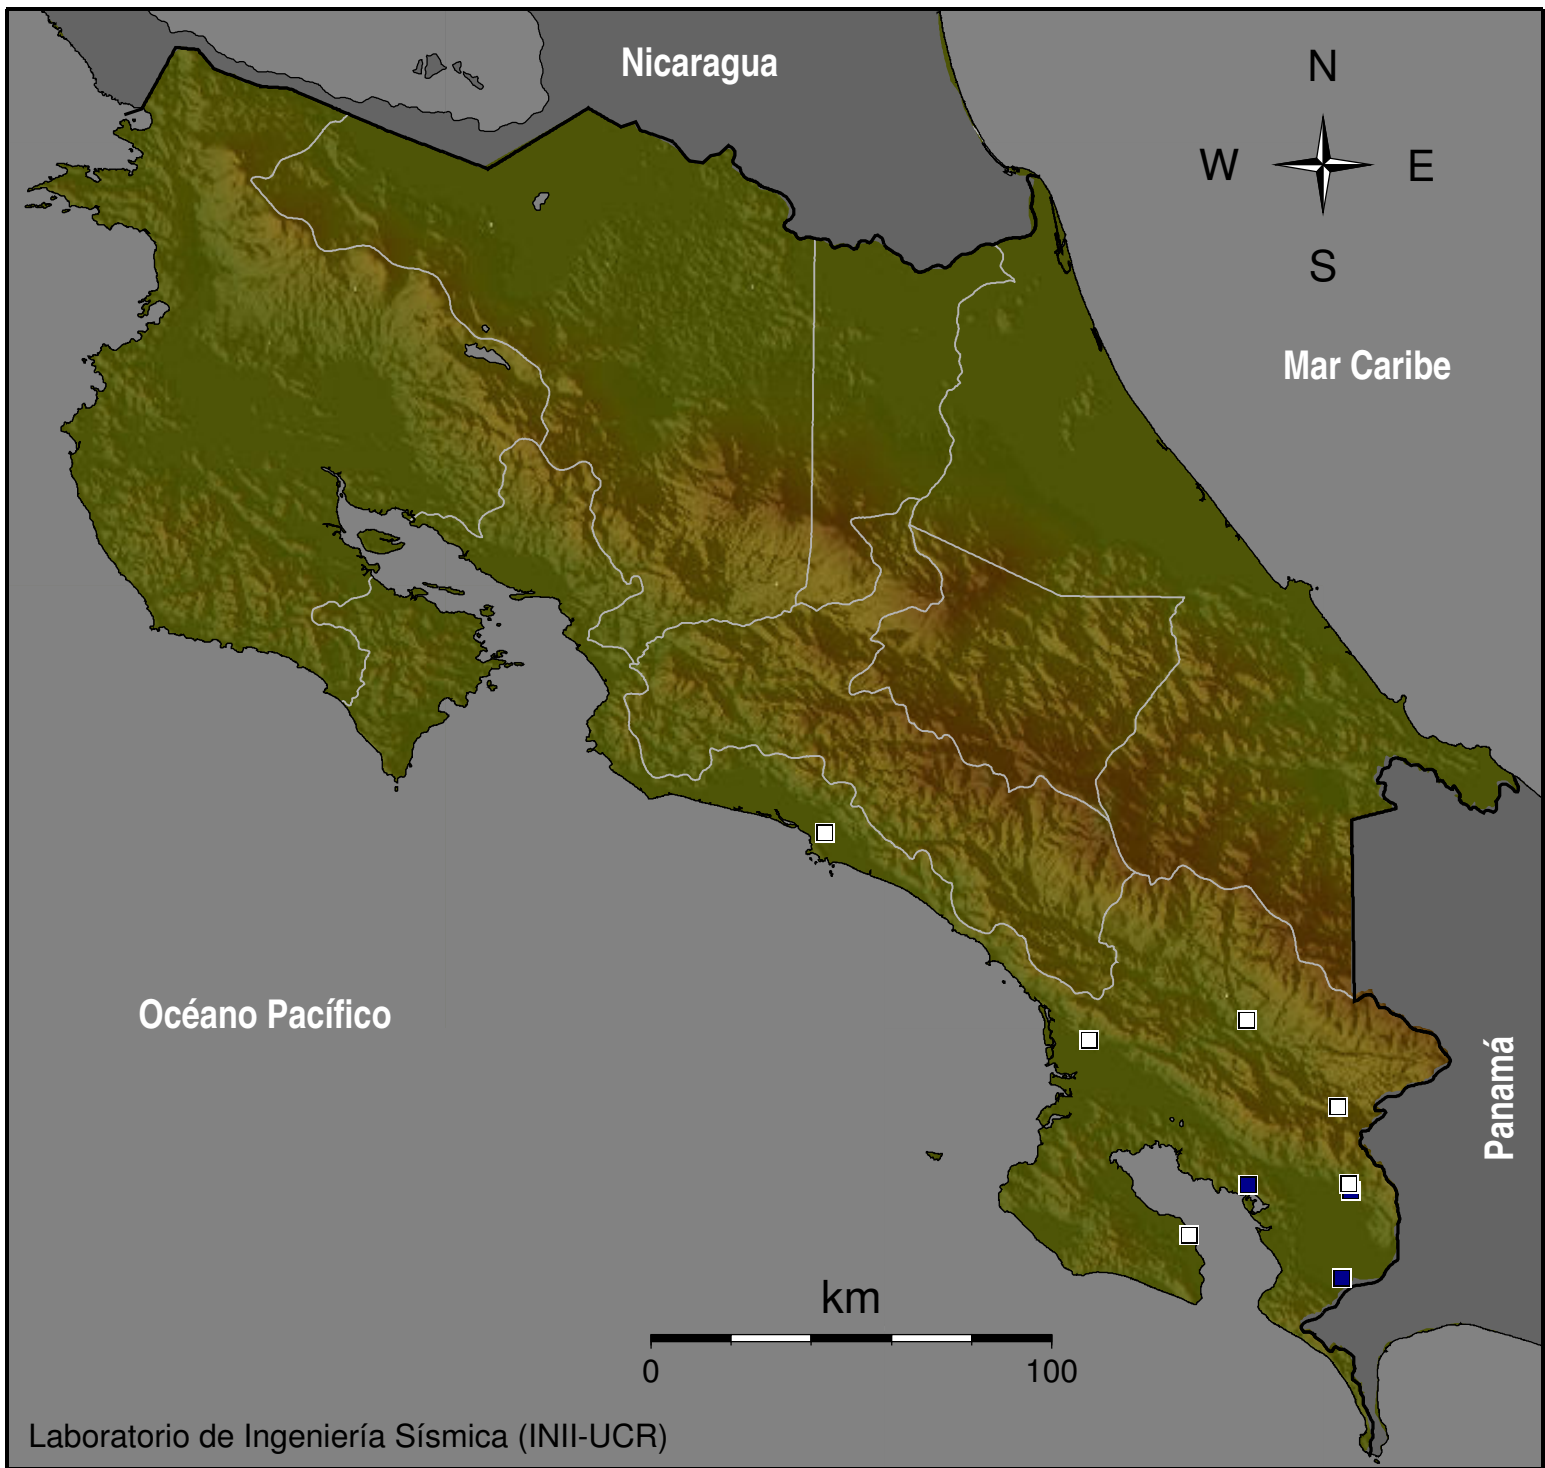 Nicaragua
N
W
E
S
Mar Caribe
Océano Pacífico
Panamá
km
0
100
Laboratorio de Ingeniería Sísmica (INII-UCR)